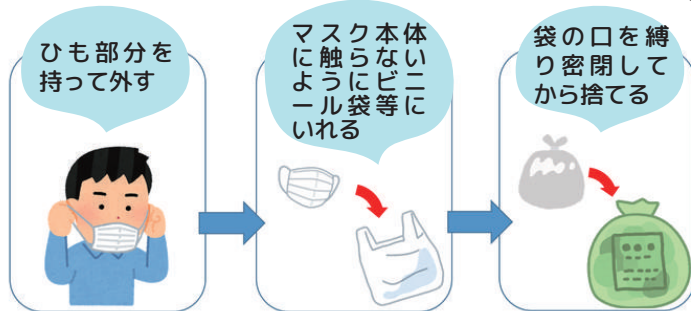 ひも部分を
持って外す
マスク本体
に触らない
ようにビニ
ール袋等に
いれる
袋の口を縛
り密閉して
から捨てる